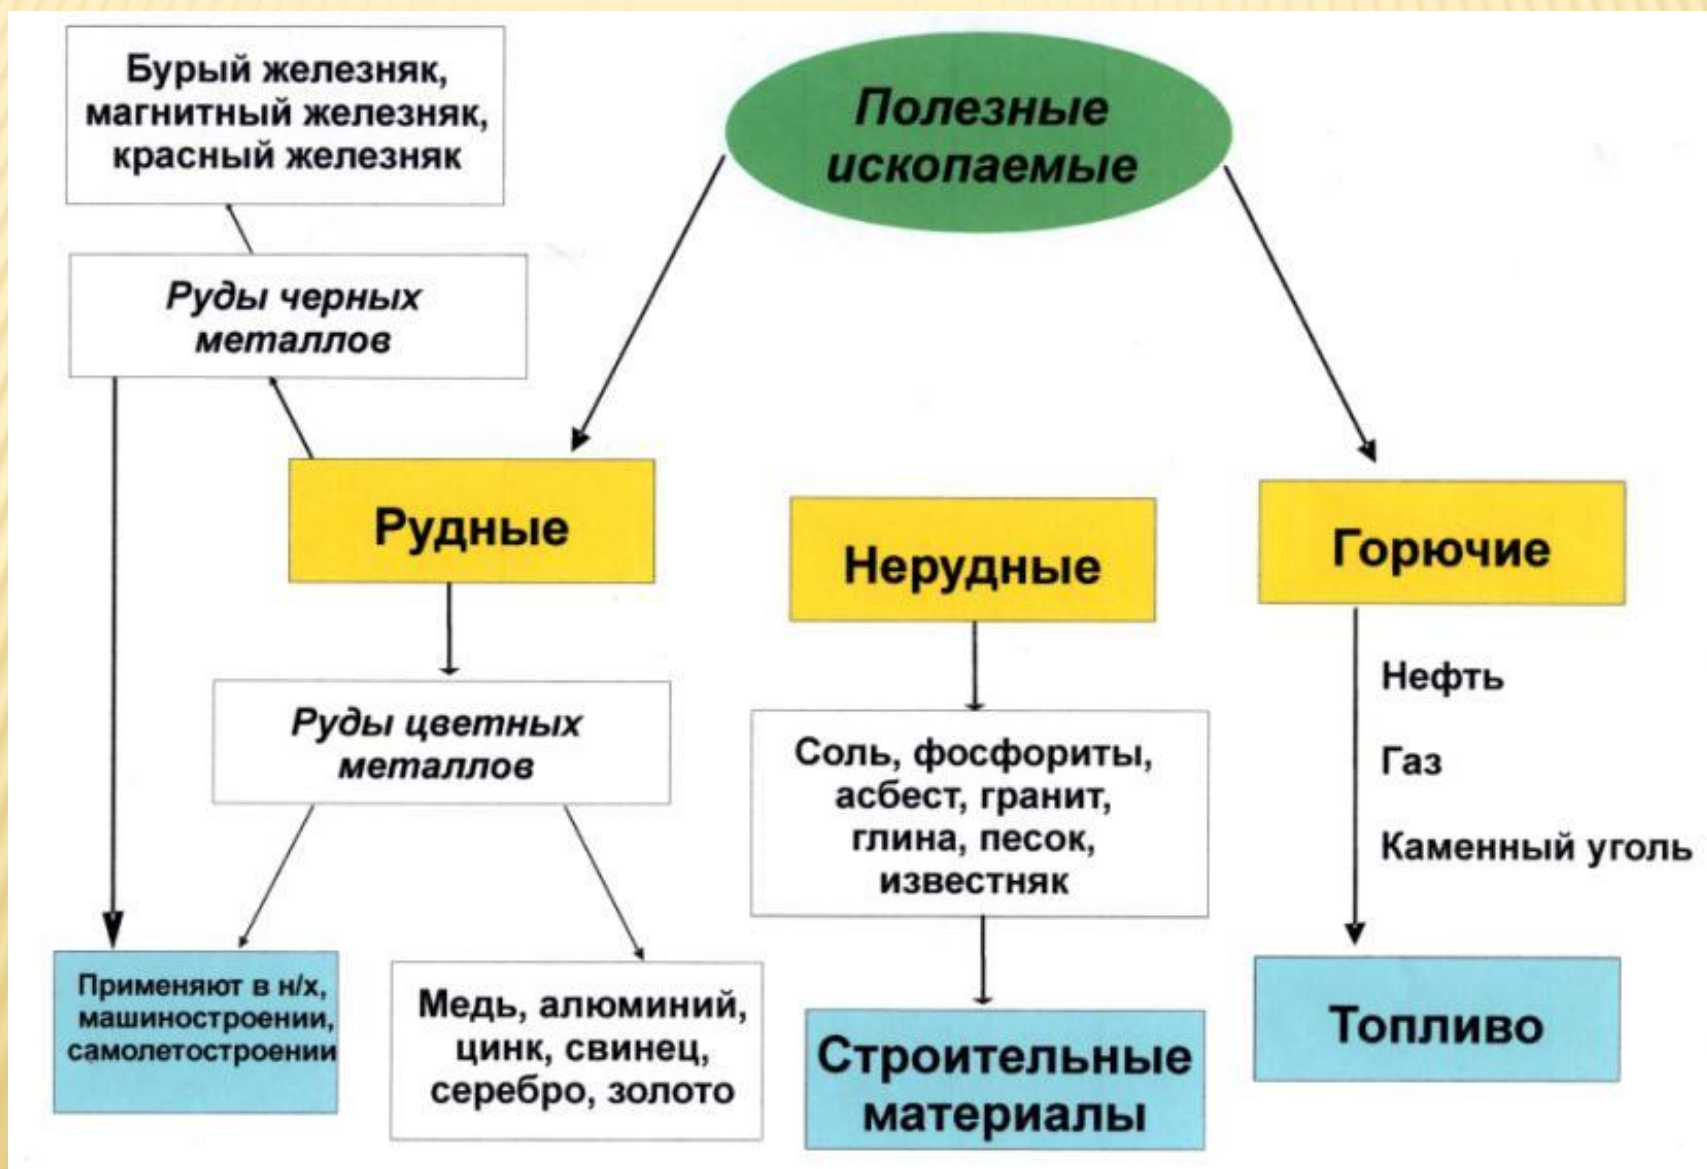 Полезные
ископаемые
Бурый железняк,
магнитный железняк,
красный железняк
Руды черных
металлов
Рудные
Нерудные
Горючие
Руды цветных
металлов
Соль, фосфориты,
асбест, гранит,
глина, песок,
известняк
Нефть
Газ
Каменный уголь
Применяют в н/х,
машиностроении,
самолетостроении
Медь, алюминий,
цинк, свинец,
серебро, золото
Строительные
материалы
Топливо